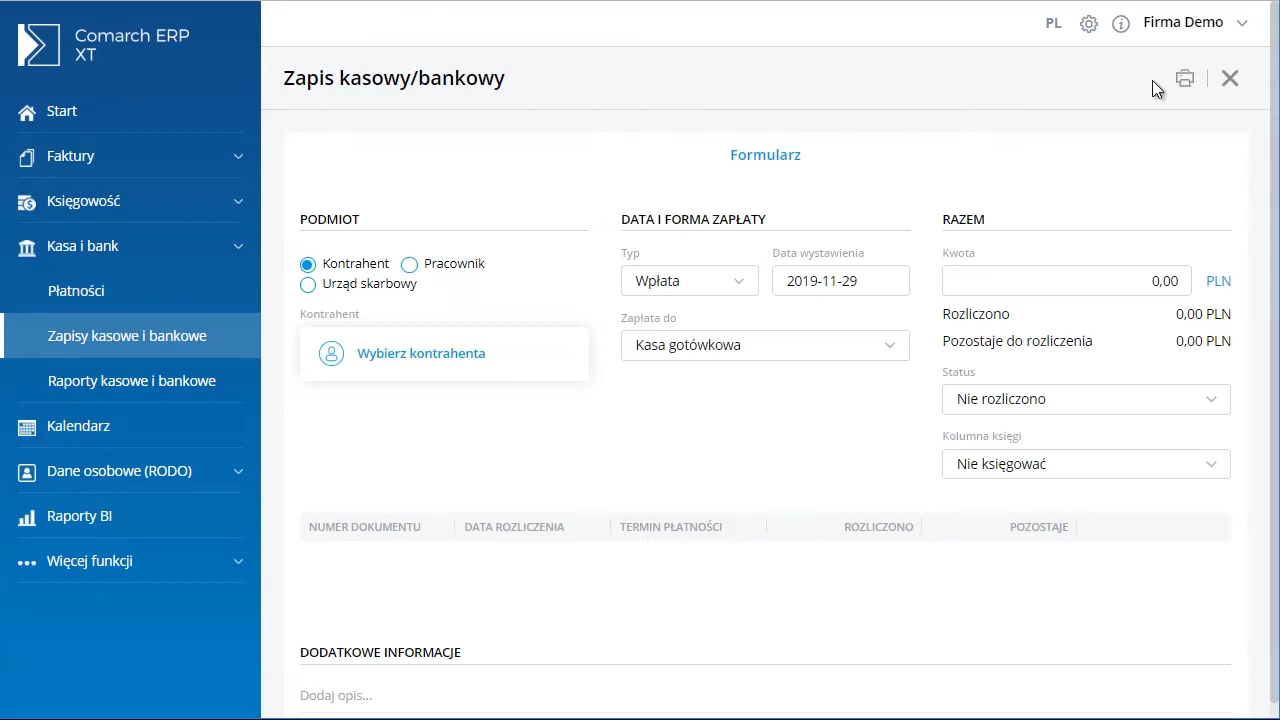 Comarch ERP
XT
PL
Firma Demo
Zapis kasowy/bankowy
Start
Faktury
Księgowość
Kasa i bank
Płatności
Zapisy kasowe i bankowe
Raporty kasowe i bankowe
Kalendarz
Dane osobowe (RODO)
Raporty BI
Więcej funkcji
Formularz
PODMIOT
Kontrahent
Pracownik
Urząd skarbowy
Kontrahent
Wybierz kontrahenta
DATA I FORMA ZAPŁATY
Typ
Data wystawienia
Wpłata
2019-11-29
Zapłata do
Kasa gotówkowa
RAZEM
Kwota
0,00 PLN
Rozliczono 0,00 PLN
Pozostaje do rozliczenia 0,00 PLN
Status
Nie rozliczono
Kolumna księgi
Nie księgować
NUMER DOKUMENTU DATA ROZLICZENIA TERMIN PŁATNOŚCI ROZLICZONO POZOSTAJE
DODATKOWE INFORMACJE
Dodaj opis...